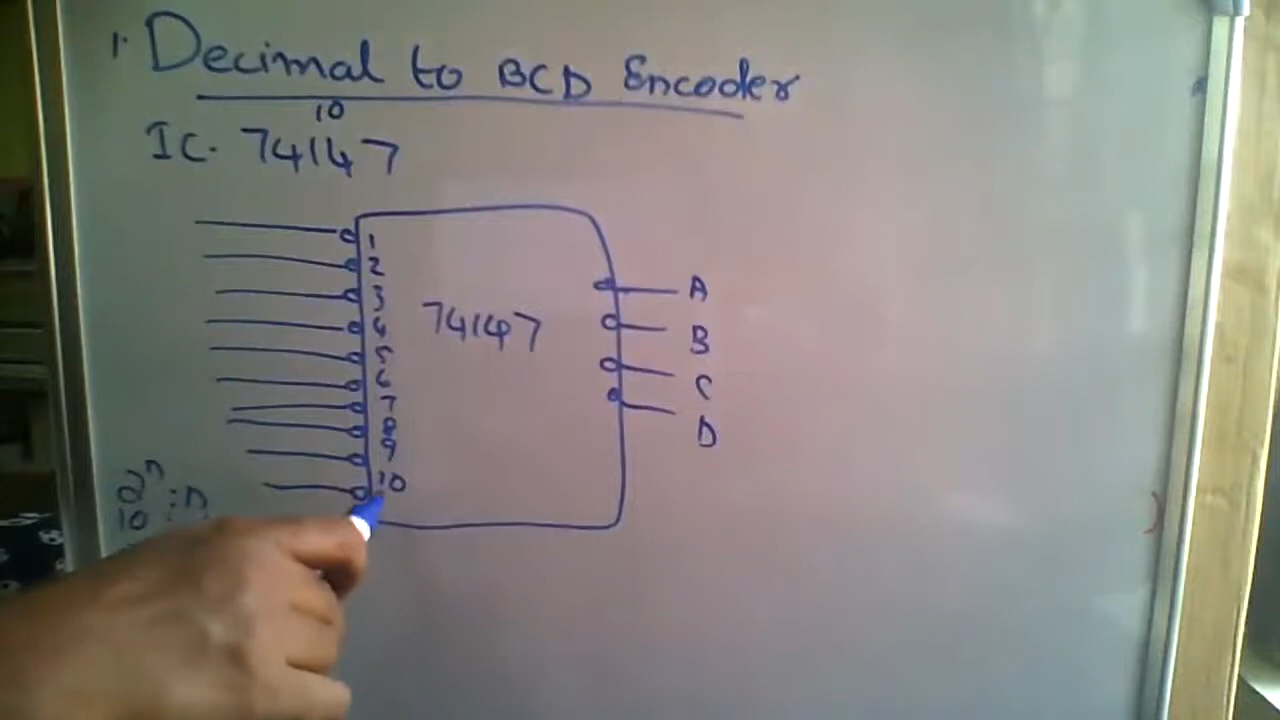 1. Decimal to BCD Encoder
10
IC. 74147
1
2
3
4
5
6
7
8
9
10
74147
A
B
C
D
2ⁿ : n
10 :